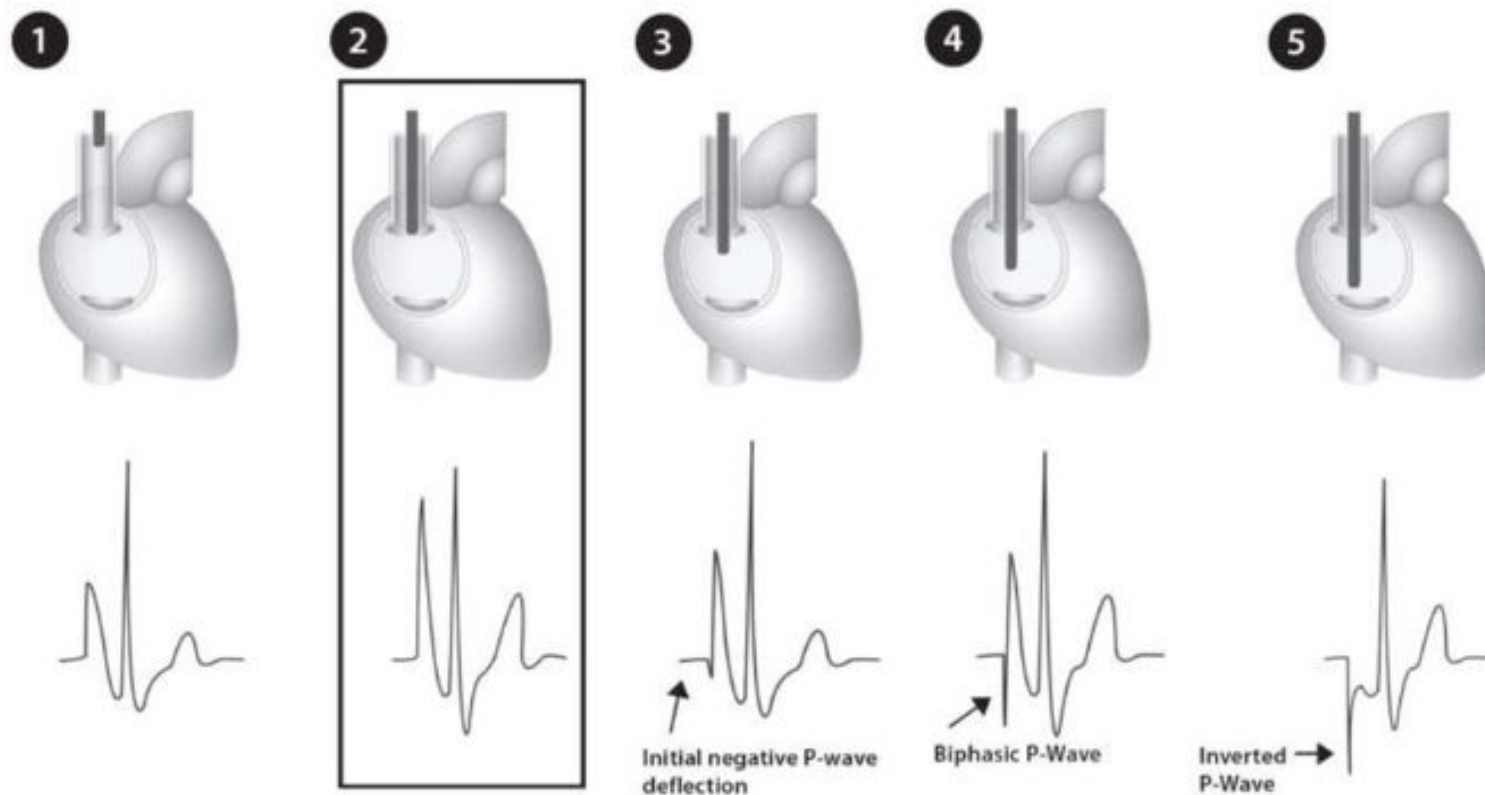 1
2
3
4
5
Initial negative P-wave
deflection
Biphasic P-Wave
Inverted
P-Wave